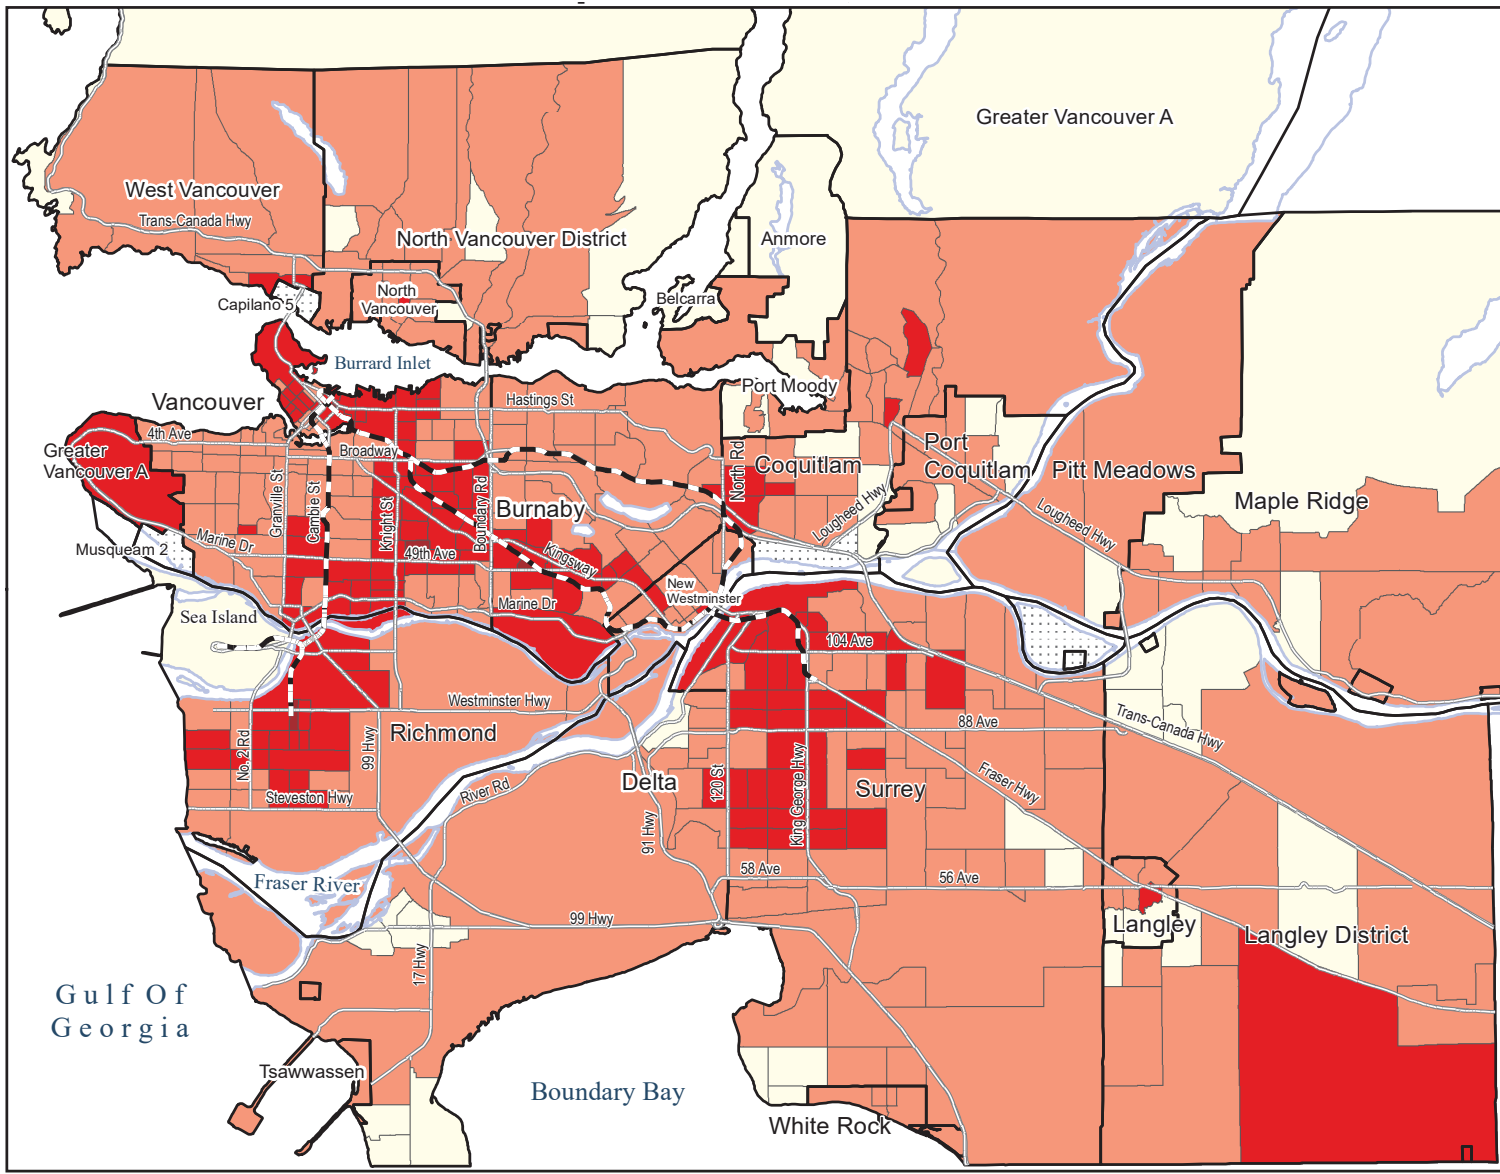 Greater Vancouver A
West Vancouver
Trans-Canada Hwy
North Vancouver District
Anmore
North
Vancouver
Belcarra
Capilano 5
Burrard Inlet
Port Moody
Vancouver
Hastings St
4th Ave
Greater
Vancouver A
Broadway
North Rd
Coquitlam
Port
Coquitlam
Pitt Meadows
Maple Ridge
Granville St
Cambie St
Knight St
Boundary Rd
Burnaby
Lougheed Hwy
Lougheed Hwy
Marine Dr
Musqueam 2
49th Ave
Kingsway
New
Westminster
Marine Dr
Sea Island
104 Ave
Westminster Hwy
Richmond
88 Ave
Trans-Canada Hwy
No. 2 Rd
99 Hwy
Delta
120 St
King George Hwy
Surrey
Fraser Hwy
Steveston Hwy
River Rd
91 Hwy
58 Ave
56 Ave
Fraser River
99 Hwy
Langley
Langley District
17 Hwy
Gulf Of
Georgia
Tsawwassen
Boundary Bay
White Rock